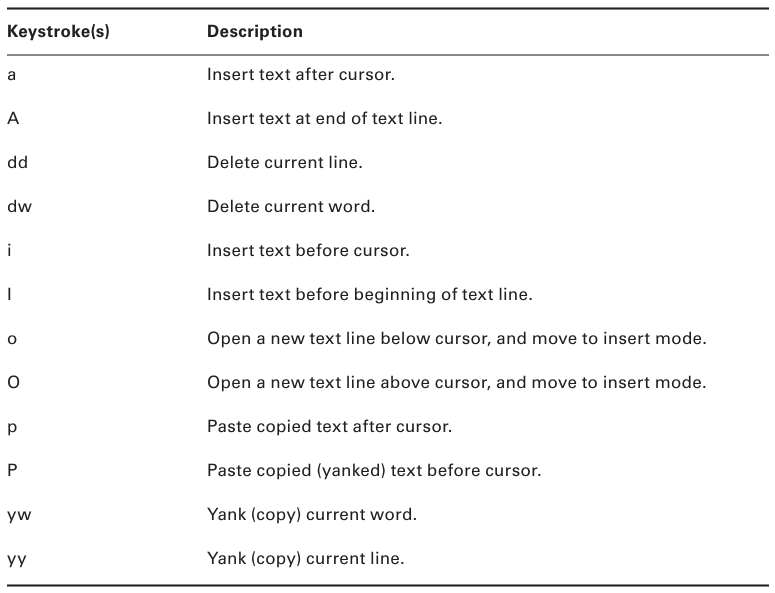 Keystroke(s) Description
a Insert text after cursor.
A Insert text at end of text line.
dd Delete current line.
dw Delete current word.
i Insert text before cursor.
I Insert text before beginning of text line.
o Open a new text line below cursor, and move to insert mode.
O Open a new text line above cursor, and move to insert mode.
p Paste copied text after cursor.
P Paste copied (yanked) text before cursor.
yw Yank (copy) current word.
yy Yank (copy) current line.